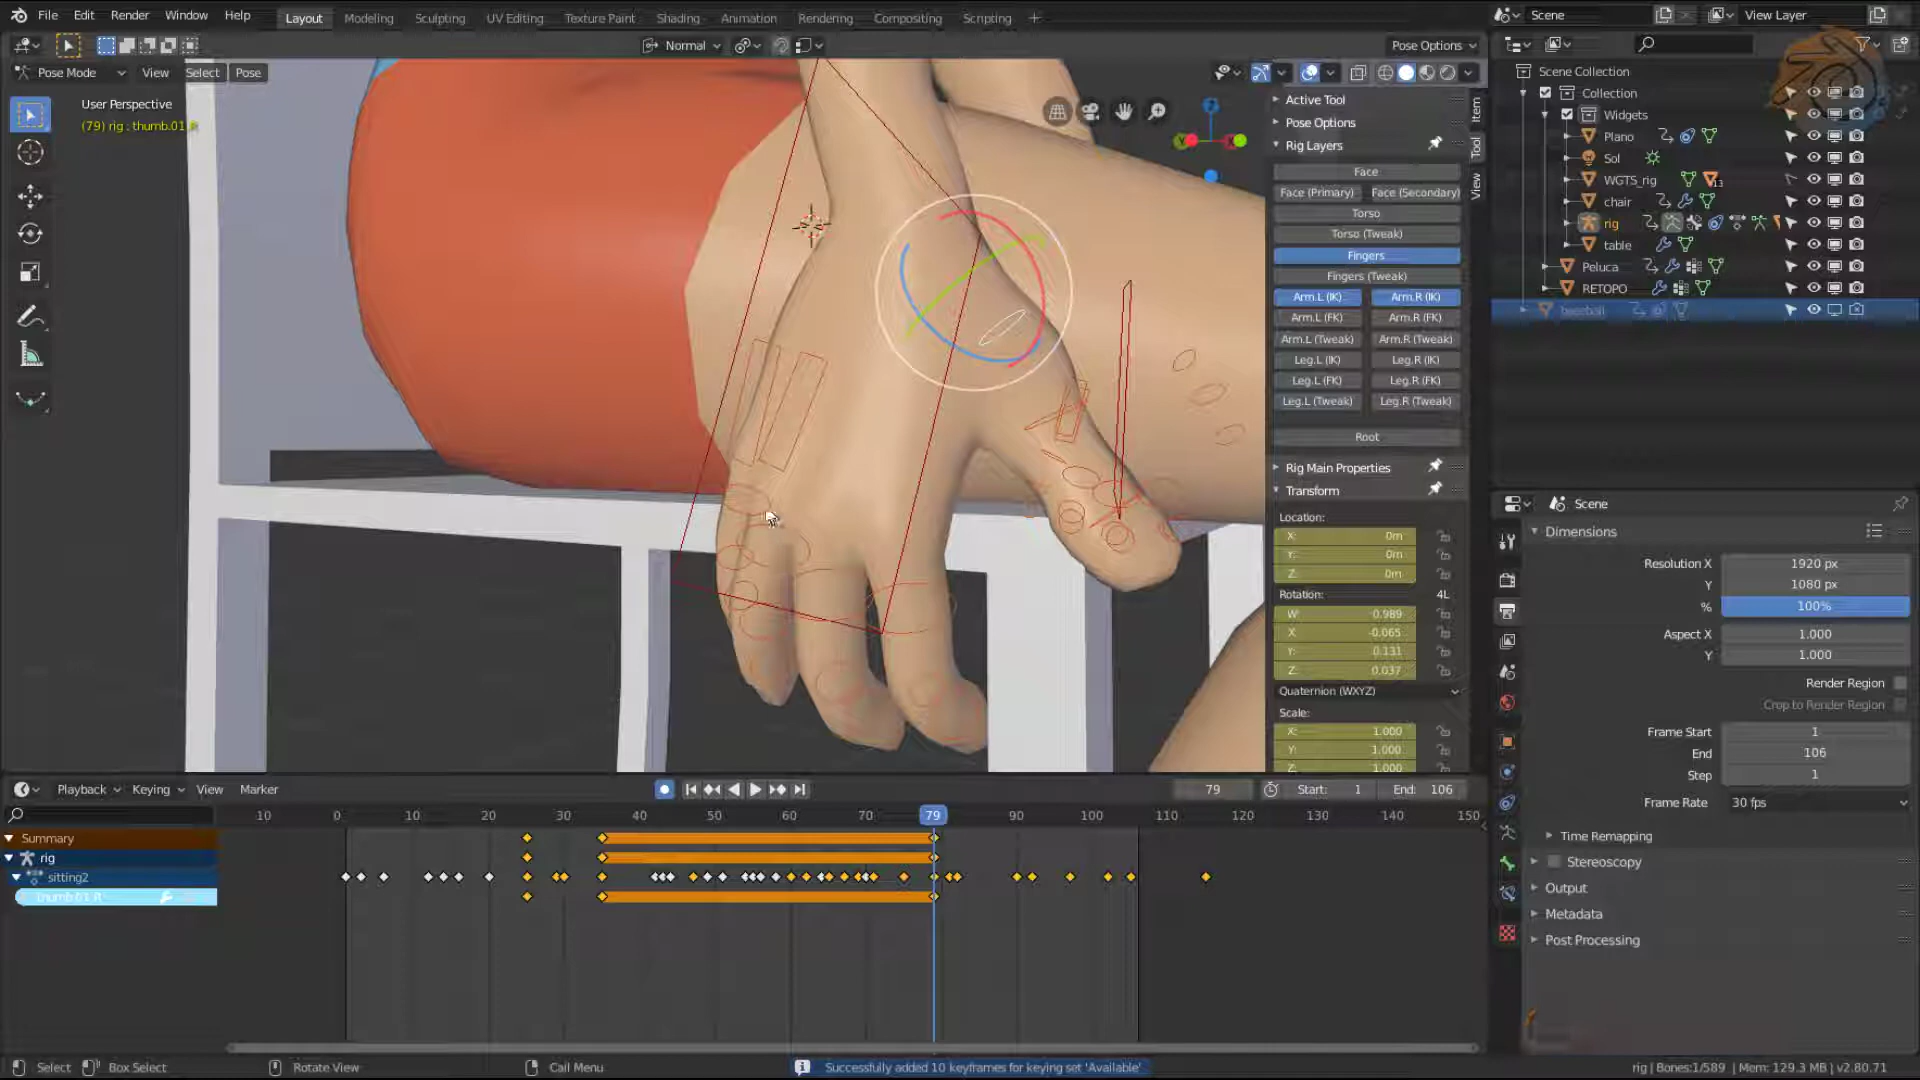 File Edit Render Window Help Layout Modeling Sculpting UV Editing Texture Paint Shading Animation Rendering Compositing Scripting Scene View Layer
Normal Pose Options
Pose Mode View Select Pose
User Perspective
(79) rig : thumb.01.R
Active Tool
Pose Options
Rig Layers
Face
Face (Primary) Face (Secondary)
Torso
Torso (Tweak)
Fingers
Fingers (Tweak)
Arm.L (IK) Arm.R (IK)
Arm.L (FK) Arm.R (FK)
Arm.L (Tweak) Arm.R (Tweak)
Leg.L (IK) Leg.R (IK)
Leg.L (FK) Leg.R (FK)
Leg.L (Tweak) Leg.R (Tweak)
Root
Rig Main Properties
Transform
Location:
X: 0m
Y: 0m
Z: 0m
Rotation: 4L
W: 0.989
X: -0.065
Y: 0.131
Z: 0.037
Quaternion (WXYZ)
Scale:
X: 1.000
Y: 1.000
Z: 1.000
Item
Tool
View
Scene Collection
Collection
Widgets
Plano
Sol
WGTS_rig
chair
rig
table
Peluca
RETOPO
Scene
Dimensions
Resolution X 1920 px
Y 1080 px
% 100%
Aspect X 1.000
Y 1.000
Render Region
Crop to Render Region
Frame Start 1
End 106
Step 1
Frame Rate 30 fps
Time Remapping
Stereoscopy
Output
Metadata
Post Processing
Playback Keying View Marker 79 Start: 1 End: 106
10 0 10 20 30 40 50 60 70 79 90 100 110 120 130 140 150
Summary
rig
sitting2
thumb.01.R
Select Box Select Rotate View Call Menu Successfully added 10 keyframes for keying set 'Available' rig | Bones:1/589 | Mem: 129.3 MB | v2.80.71